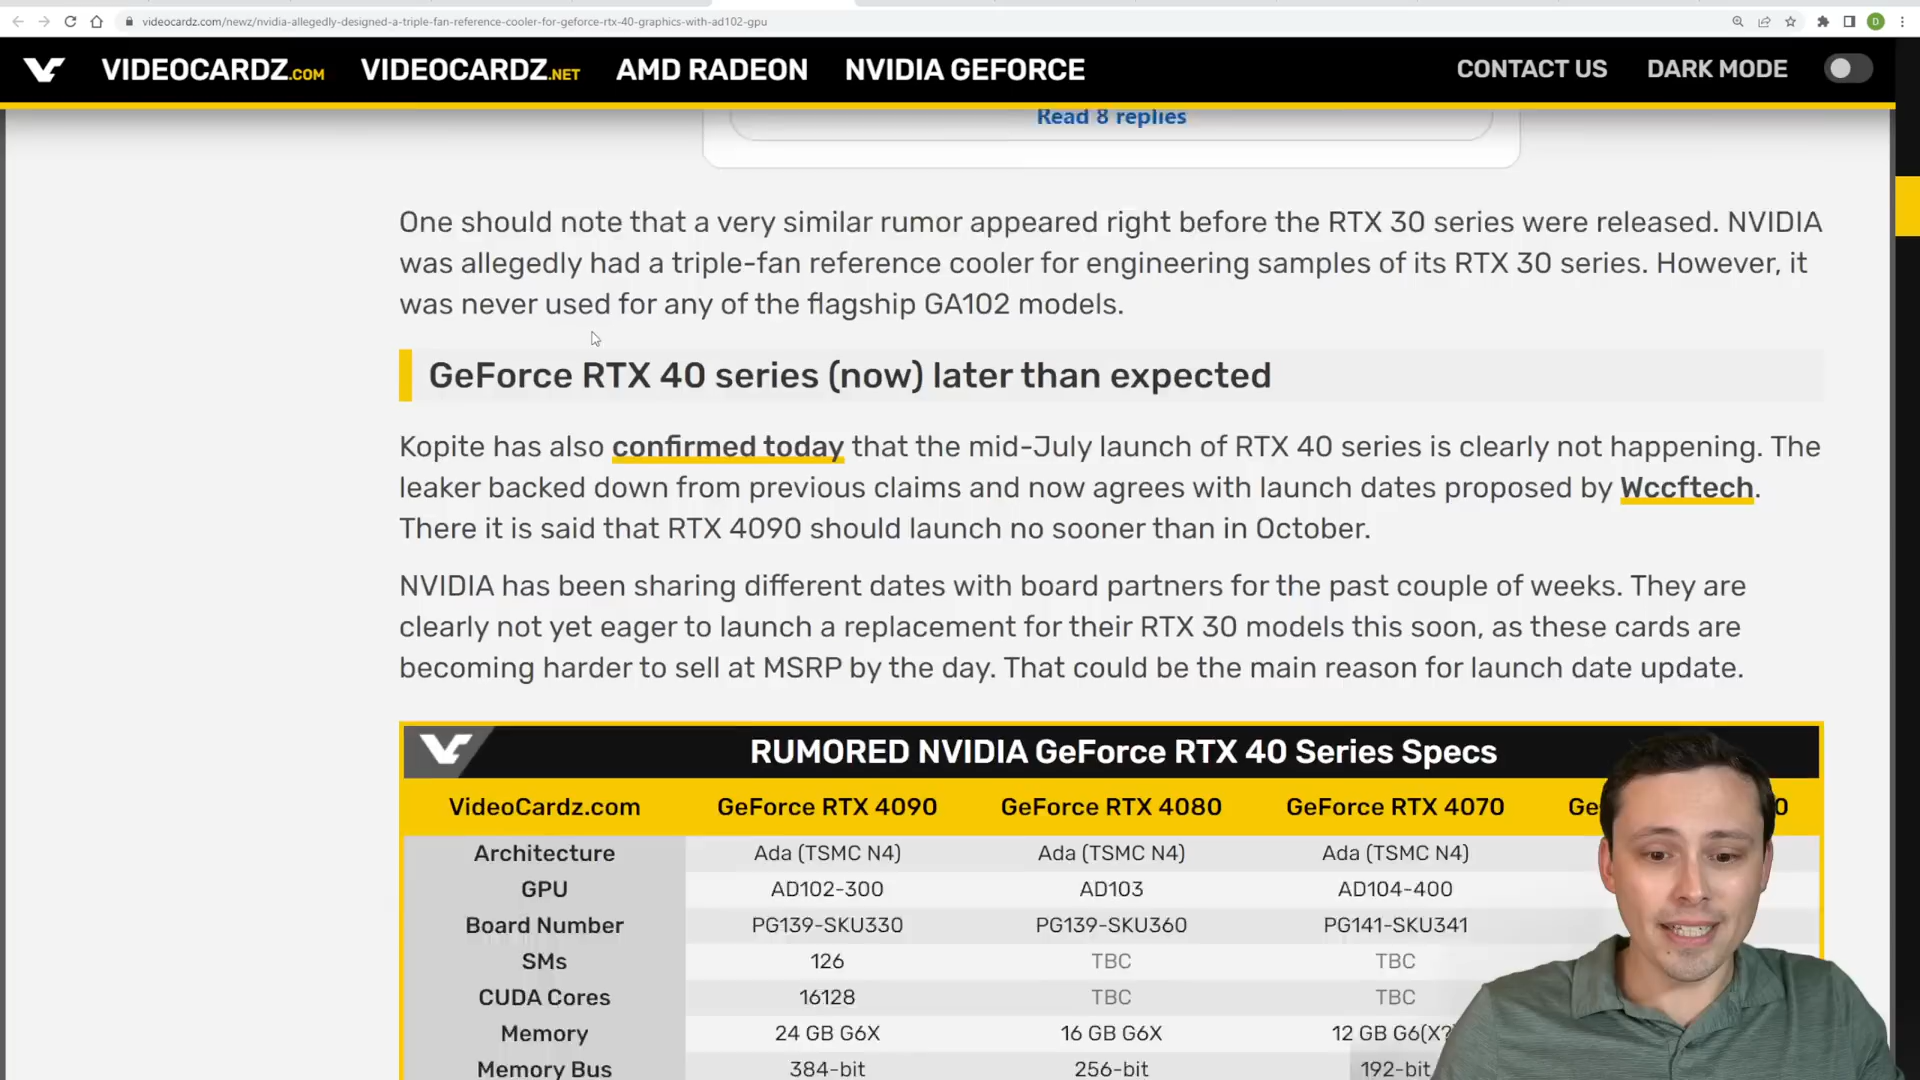 videocardz.com/newz/nvidia-allegedly-designed-a-triple-fan-reference-cooler-for-geforce-rtx-40-graphics-with-ad102-gpu
D
VIDEOCARDZ.COM VIDEOCARDZ.NET AMD RADEON NVIDIA GEFORCE CONTACT US DARK MODE
Read 8 replies
One should note that a very similar rumor appeared right before the RTX 30 series were released. NVIDIA
was allegedly had a triple-fan reference cooler for engineering samples of its RTX 30 series. However, it
was never used for any of the flagship GA102 models.
GeForce RTX 40 series (now) later than expected
Kopite has also confirmed today that the mid-July launch of RTX 40 series is clearly not happening. The
leaker backed down from previous claims and now agrees with launch dates proposed by Wccftech.
There it is said that RTX 4090 should launch no sooner than in October.
NVIDIA has been sharing different dates with board partners for the past couple of weeks. They are
clearly not yet eager to launch a replacement for their RTX 30 models this soon, as these cards are
becoming harder to sell at MSRP by the day. That could be the main reason for launch date update.
RUMORED NVIDIA GeForce RTX 40 Series Specs
VideoCardz.com GeForce RTX 4090 GeForce RTX 4080 GeForce RTX 4070
Architecture Ada (TSMC N4) Ada (TSMC N4) Ada (TSMC N4)
GPU AD102-300 AD103 AD104-400
Board Number PG139-SKU330 PG139-SKU360 PG141-SKU341
SMs 126 TBC TBC
CUDA Cores 16128 TBC TBC
Memory 24 GB G6X 16 GB G6X 12 GB G6(X?
Memory Bus 384-bit 256-bit 192-bit